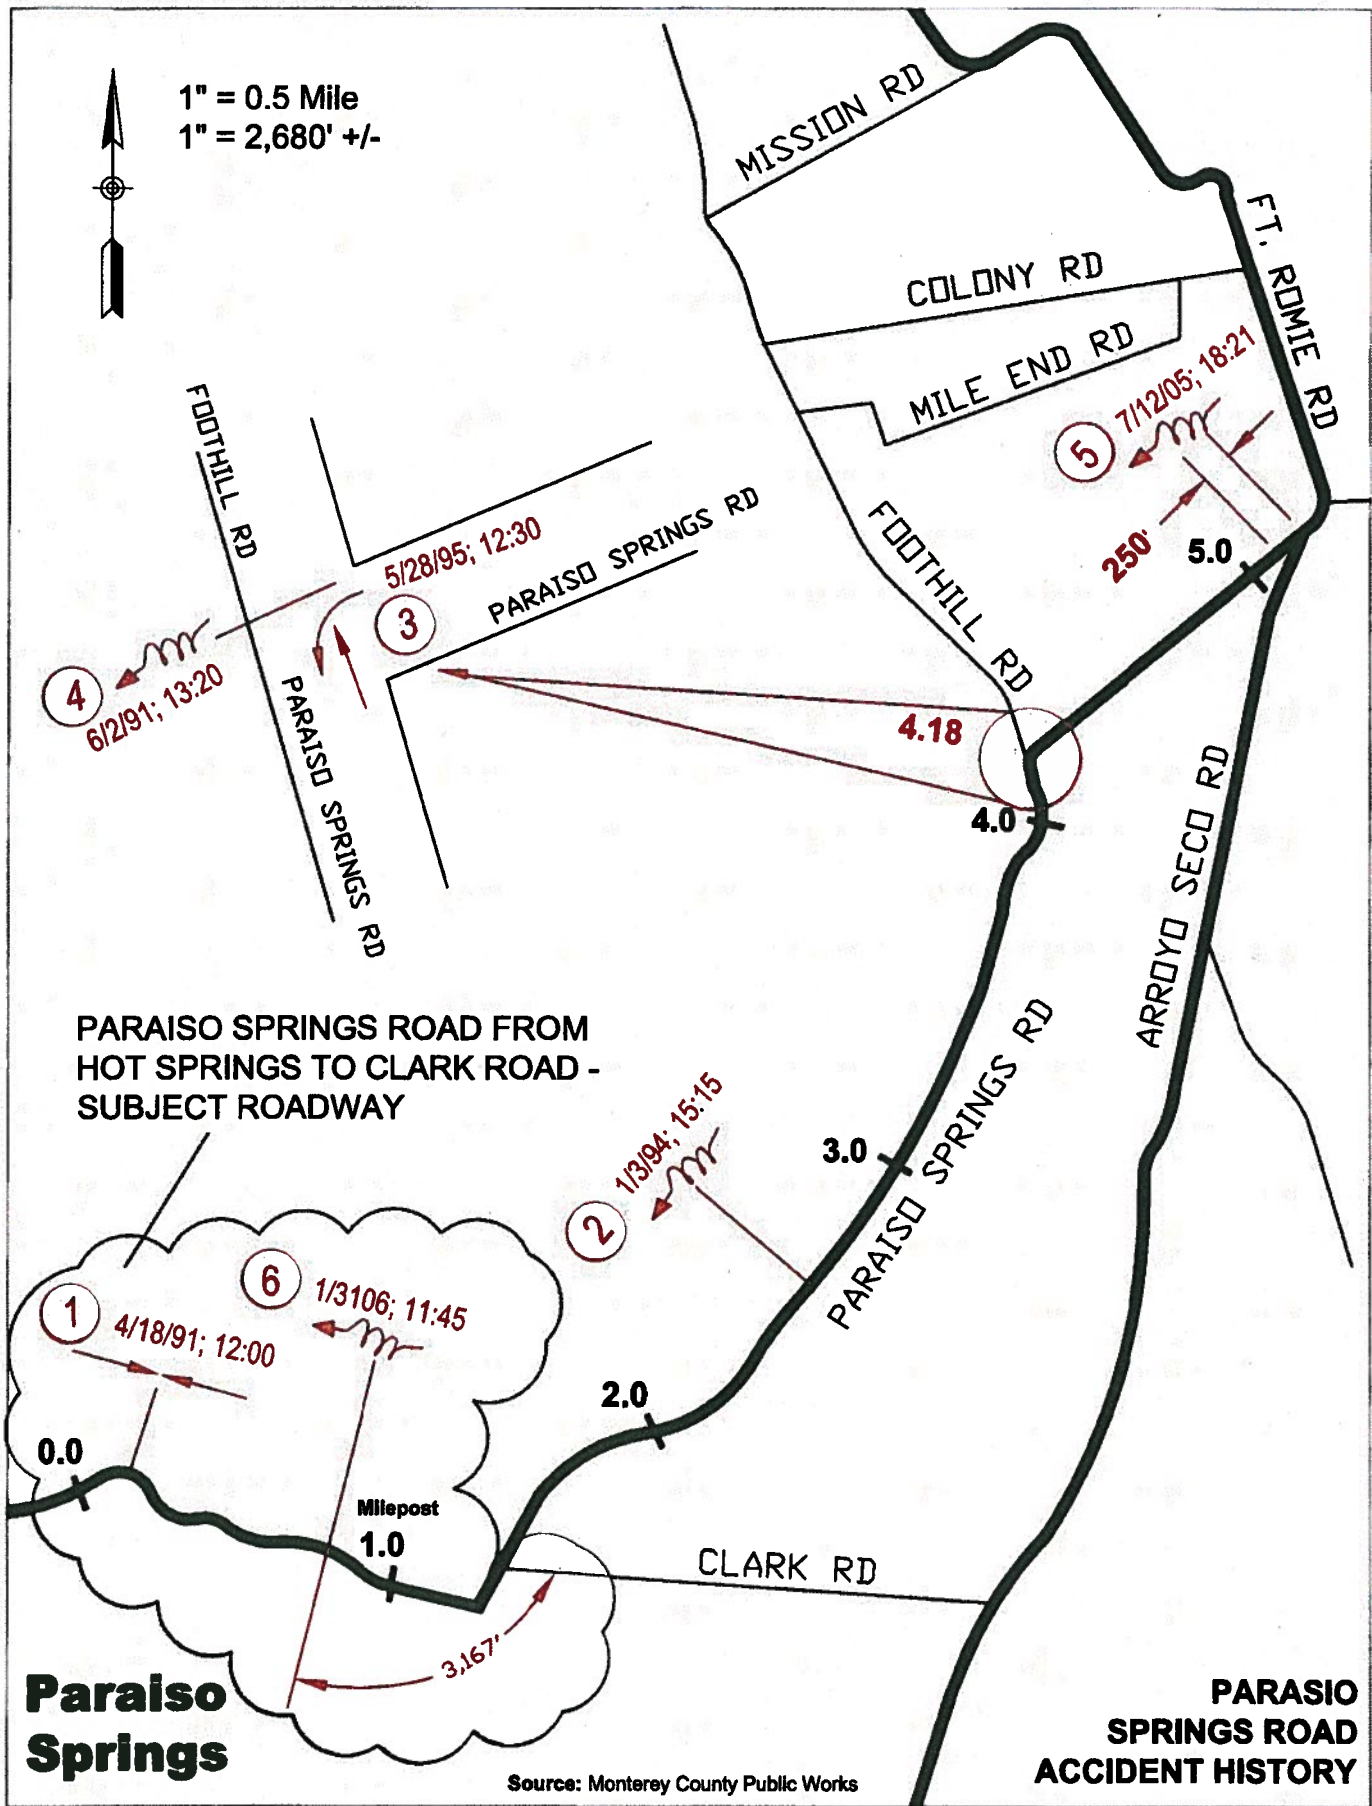 1" = 0.5 Mile
1" = 2,680' +/-
MISSION RD
FT. ROMIE RD
COLONY RD
MILE END RD
5
7/12/05; 18:21
250'
5.0
FOOTHILL RD
FOOTHILL RD
5/28/95; 12:30
3
PARAISO SPRINGS RD
4
6/2/91; 13:20
PARAISO SPRINGS RD
4.18
4.0
ARROYO SECO RD
PARAISO SPRINGS ROAD FROM
HOT SPRINGS TO CLARK ROAD -
SUBJECT ROADWAY
3.0
PARAISO SPRINGS RD
2
1/3/94; 15:15
1
4/18/91; 12:00
6
1/3106; 11:45
2.0
0.0
Milepost
1.0
CLARK RD
3,167'
Paraiso
Springs
PARASIO
SPRINGS ROAD
ACCIDENT HISTORY
Source: Monterey County Public Works